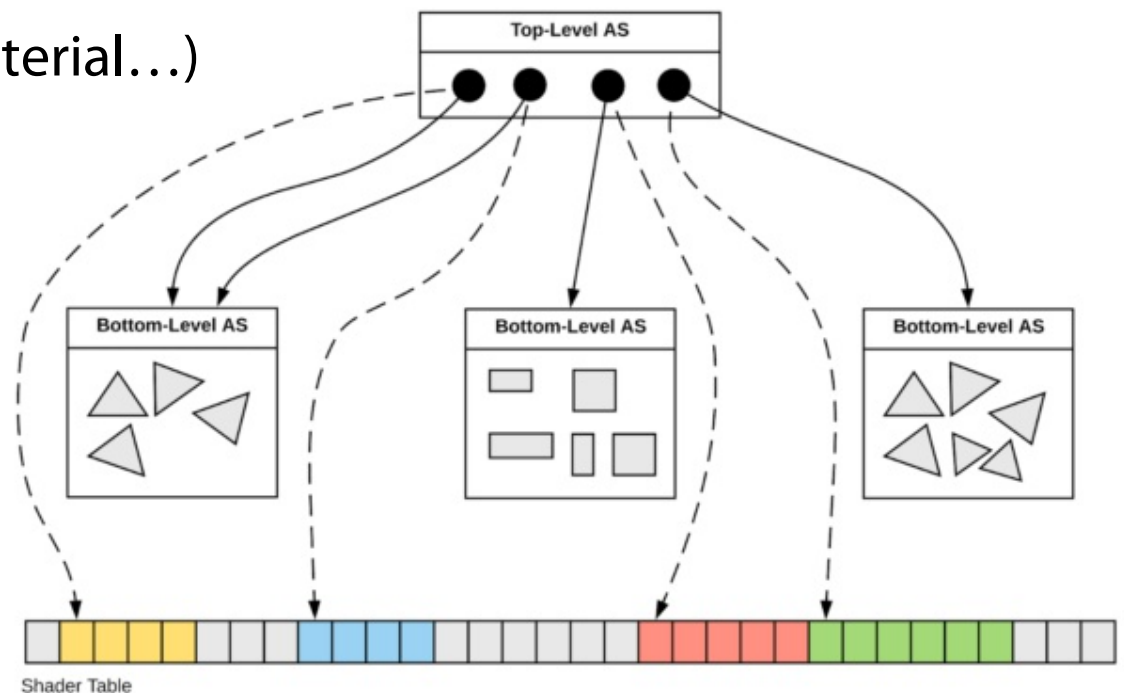 terial…)
Top-Level AS
Bottom-Level AS
Bottom-Level AS
Bottom-Level AS
Shader Table